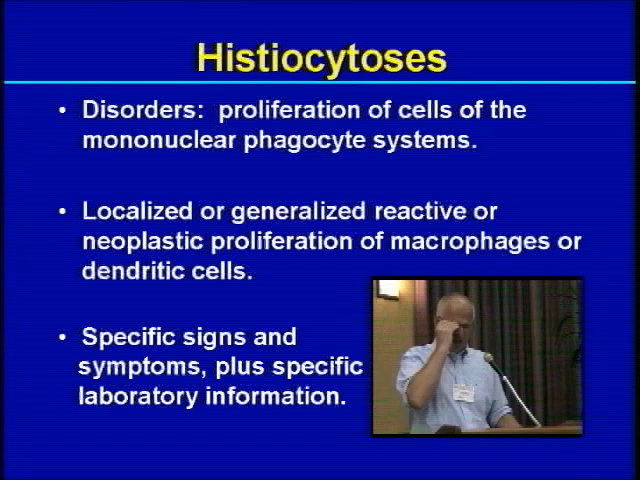 Histiocytoses
• Disorders: proliferation of cells of the
mononuclear phagocyte systems.
• Localized or generalized reactive or
neoplastic proliferation of macrophages or
dendritic cells.
• Specific signs and
symptoms, plus specific
laboratory information.